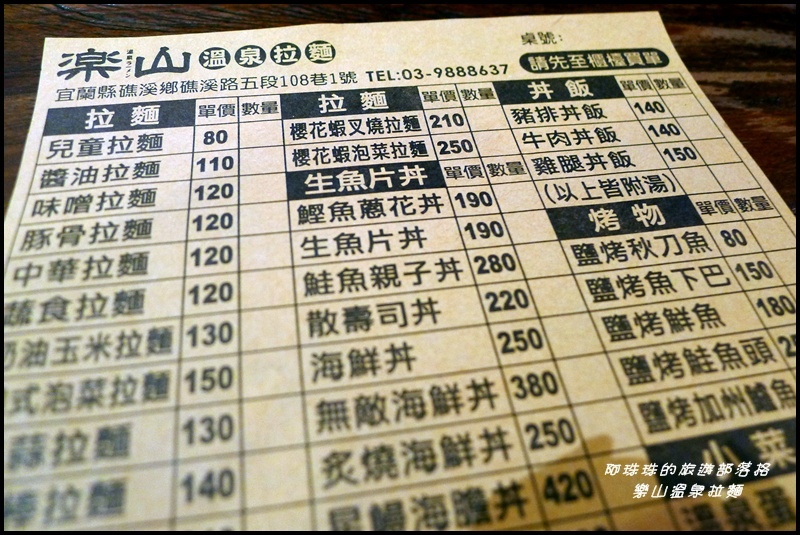 楽山 溫泉拉麵
桌號:
宜蘭縣礁溪鄉礁溪路五段108巷1號 TEL:03-9888637
請先至櫃檯買單
拉麵 單價 數量
兒童拉麵 80
醬油拉麵 110
味噌拉麵 120
豚骨拉麵 120
中華拉麵 120
蔬食拉麵 120
奶油玉米拉麵 130
式泡菜拉麵 150
蒜拉麵 130
拉麵 140
拉麵 單價 數量
櫻花蝦叉燒拉麵 210
櫻花蝦泡菜拉麵 250
生魚片丼 單價 數量
鰹魚蔥花丼 190
生魚片丼 190
鮭魚親子丼 280
散壽司丼 220
海鮮丼 250
無敵海鮮丼 380
炙燒海鮮丼 250
海膽丼 420
丼飯 單價 數量
豬排丼飯 140
牛肉丼飯 140
雞腿丼飯 150
(以上皆附湯)
烤物 單價 數量
鹽烤秋刀魚 80
鹽烤魚下巴 150
鹽烤鮮魚 180
鹽烤鮭魚頭
鹽烤加州鱸魚
小菜
阿珠珠的旅遊部落格
樂山溫泉拉麵